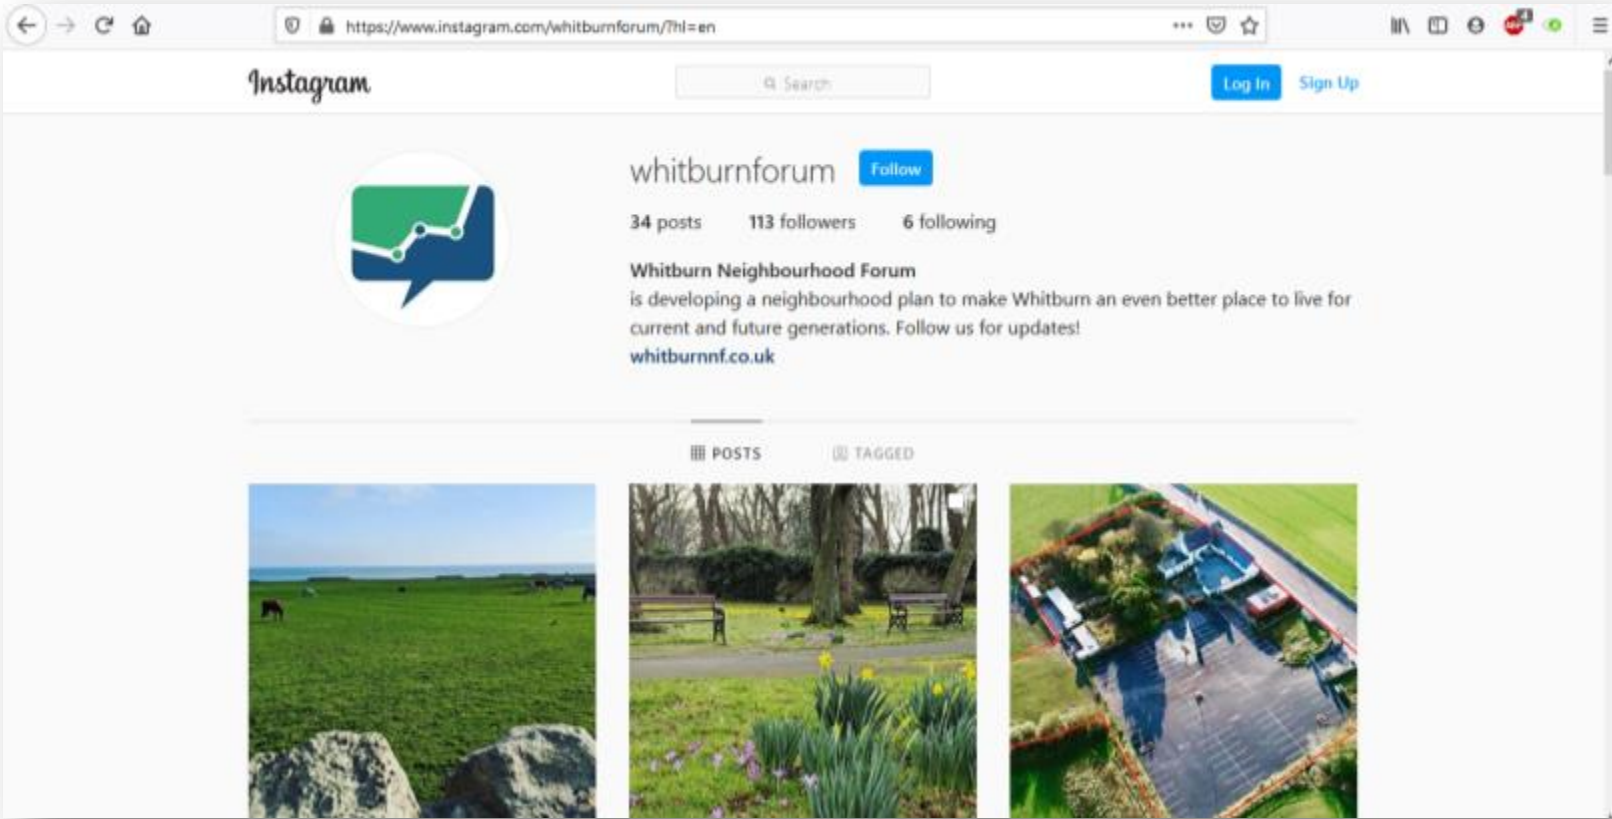 https://www.instagram.com/whitburnforum/?hl=en
4
Instagram
Search
Log In
Sign Up
whitburnforum
Follow
34 posts 113 followers 6 following
Whitburn Neighbourhood Forum
is developing a neighbourhood plan to make Whitburn an even better place to live for
current and future generations. Follow us for updates!
whitburnnf.co.uk
POSTS
TAGGED